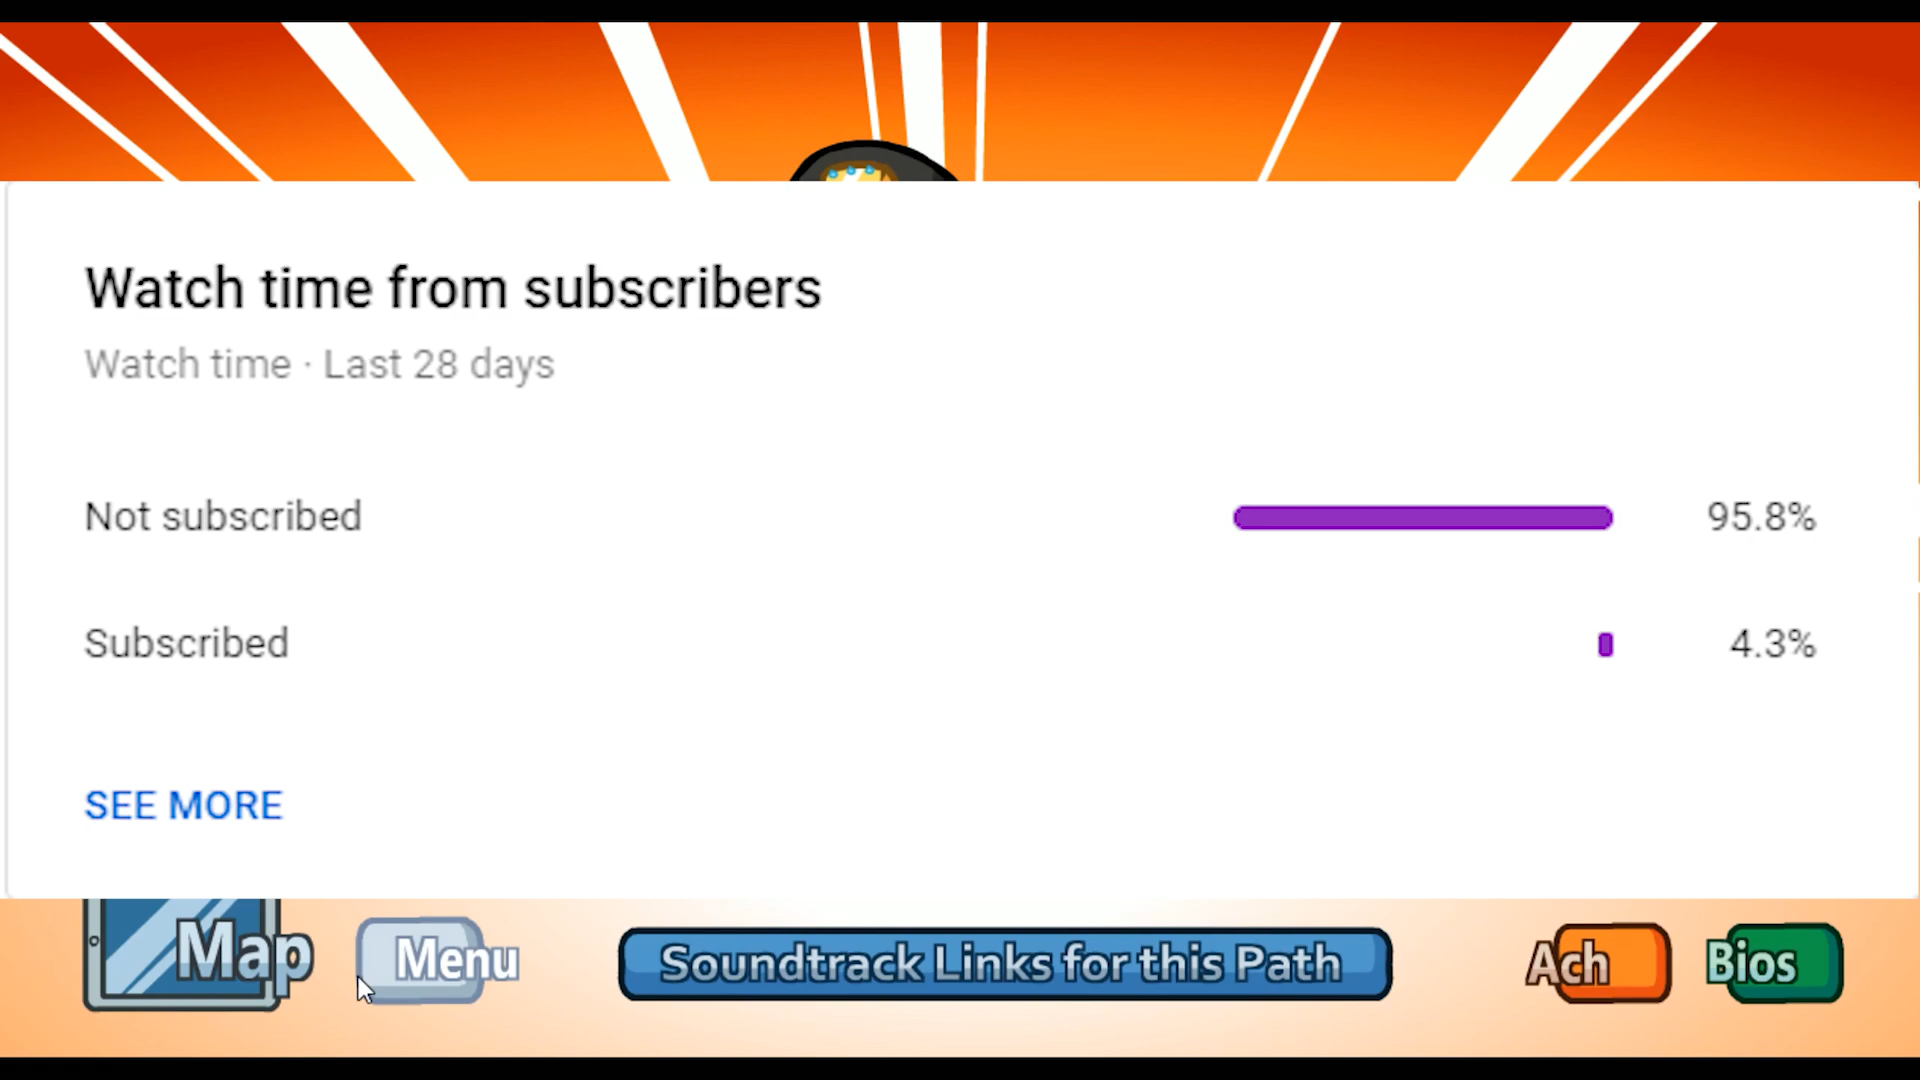 Watch time from subscribers
Watch time · Last 28 days
Not subscribed 95.8%
Subscribed 4.3%
SEE MORE
Map Menu Soundtrack Links for this Path Ach Bios